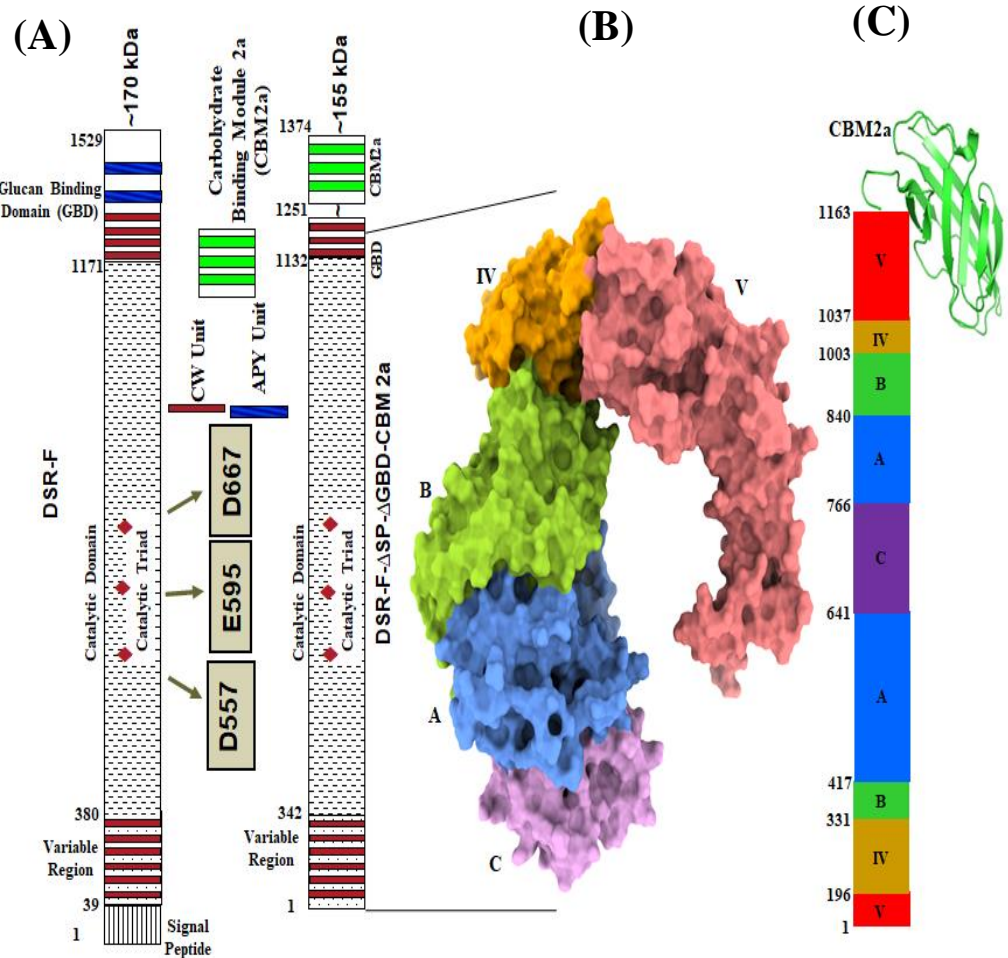 (A)
~170 kDa
1529
Glucan Binding
Domain (GBD)
1171
DSR-F
Catalytic Domain
Catalytic Triad
380
Variable
Region
39
1
Signal
Peptide
Carbohydrate
Binding Module 2a
(CBM2a)
CW Unit
APY Unit
D667
E595
D557
~155 kDa
1374
CBM2a
1251
~
1132
GBD
DSR-F-ΔSP-ΔGBD-CBM 2a
Catalytic Domain
Catalytic Triad
342
Variable
Region
1
(B)
IV
V
B
A
C
(C)
CBM2a
1163
V
1037
IV
1003
B
840
A
766
C
641
A
417
B
331
IV
196
V
1